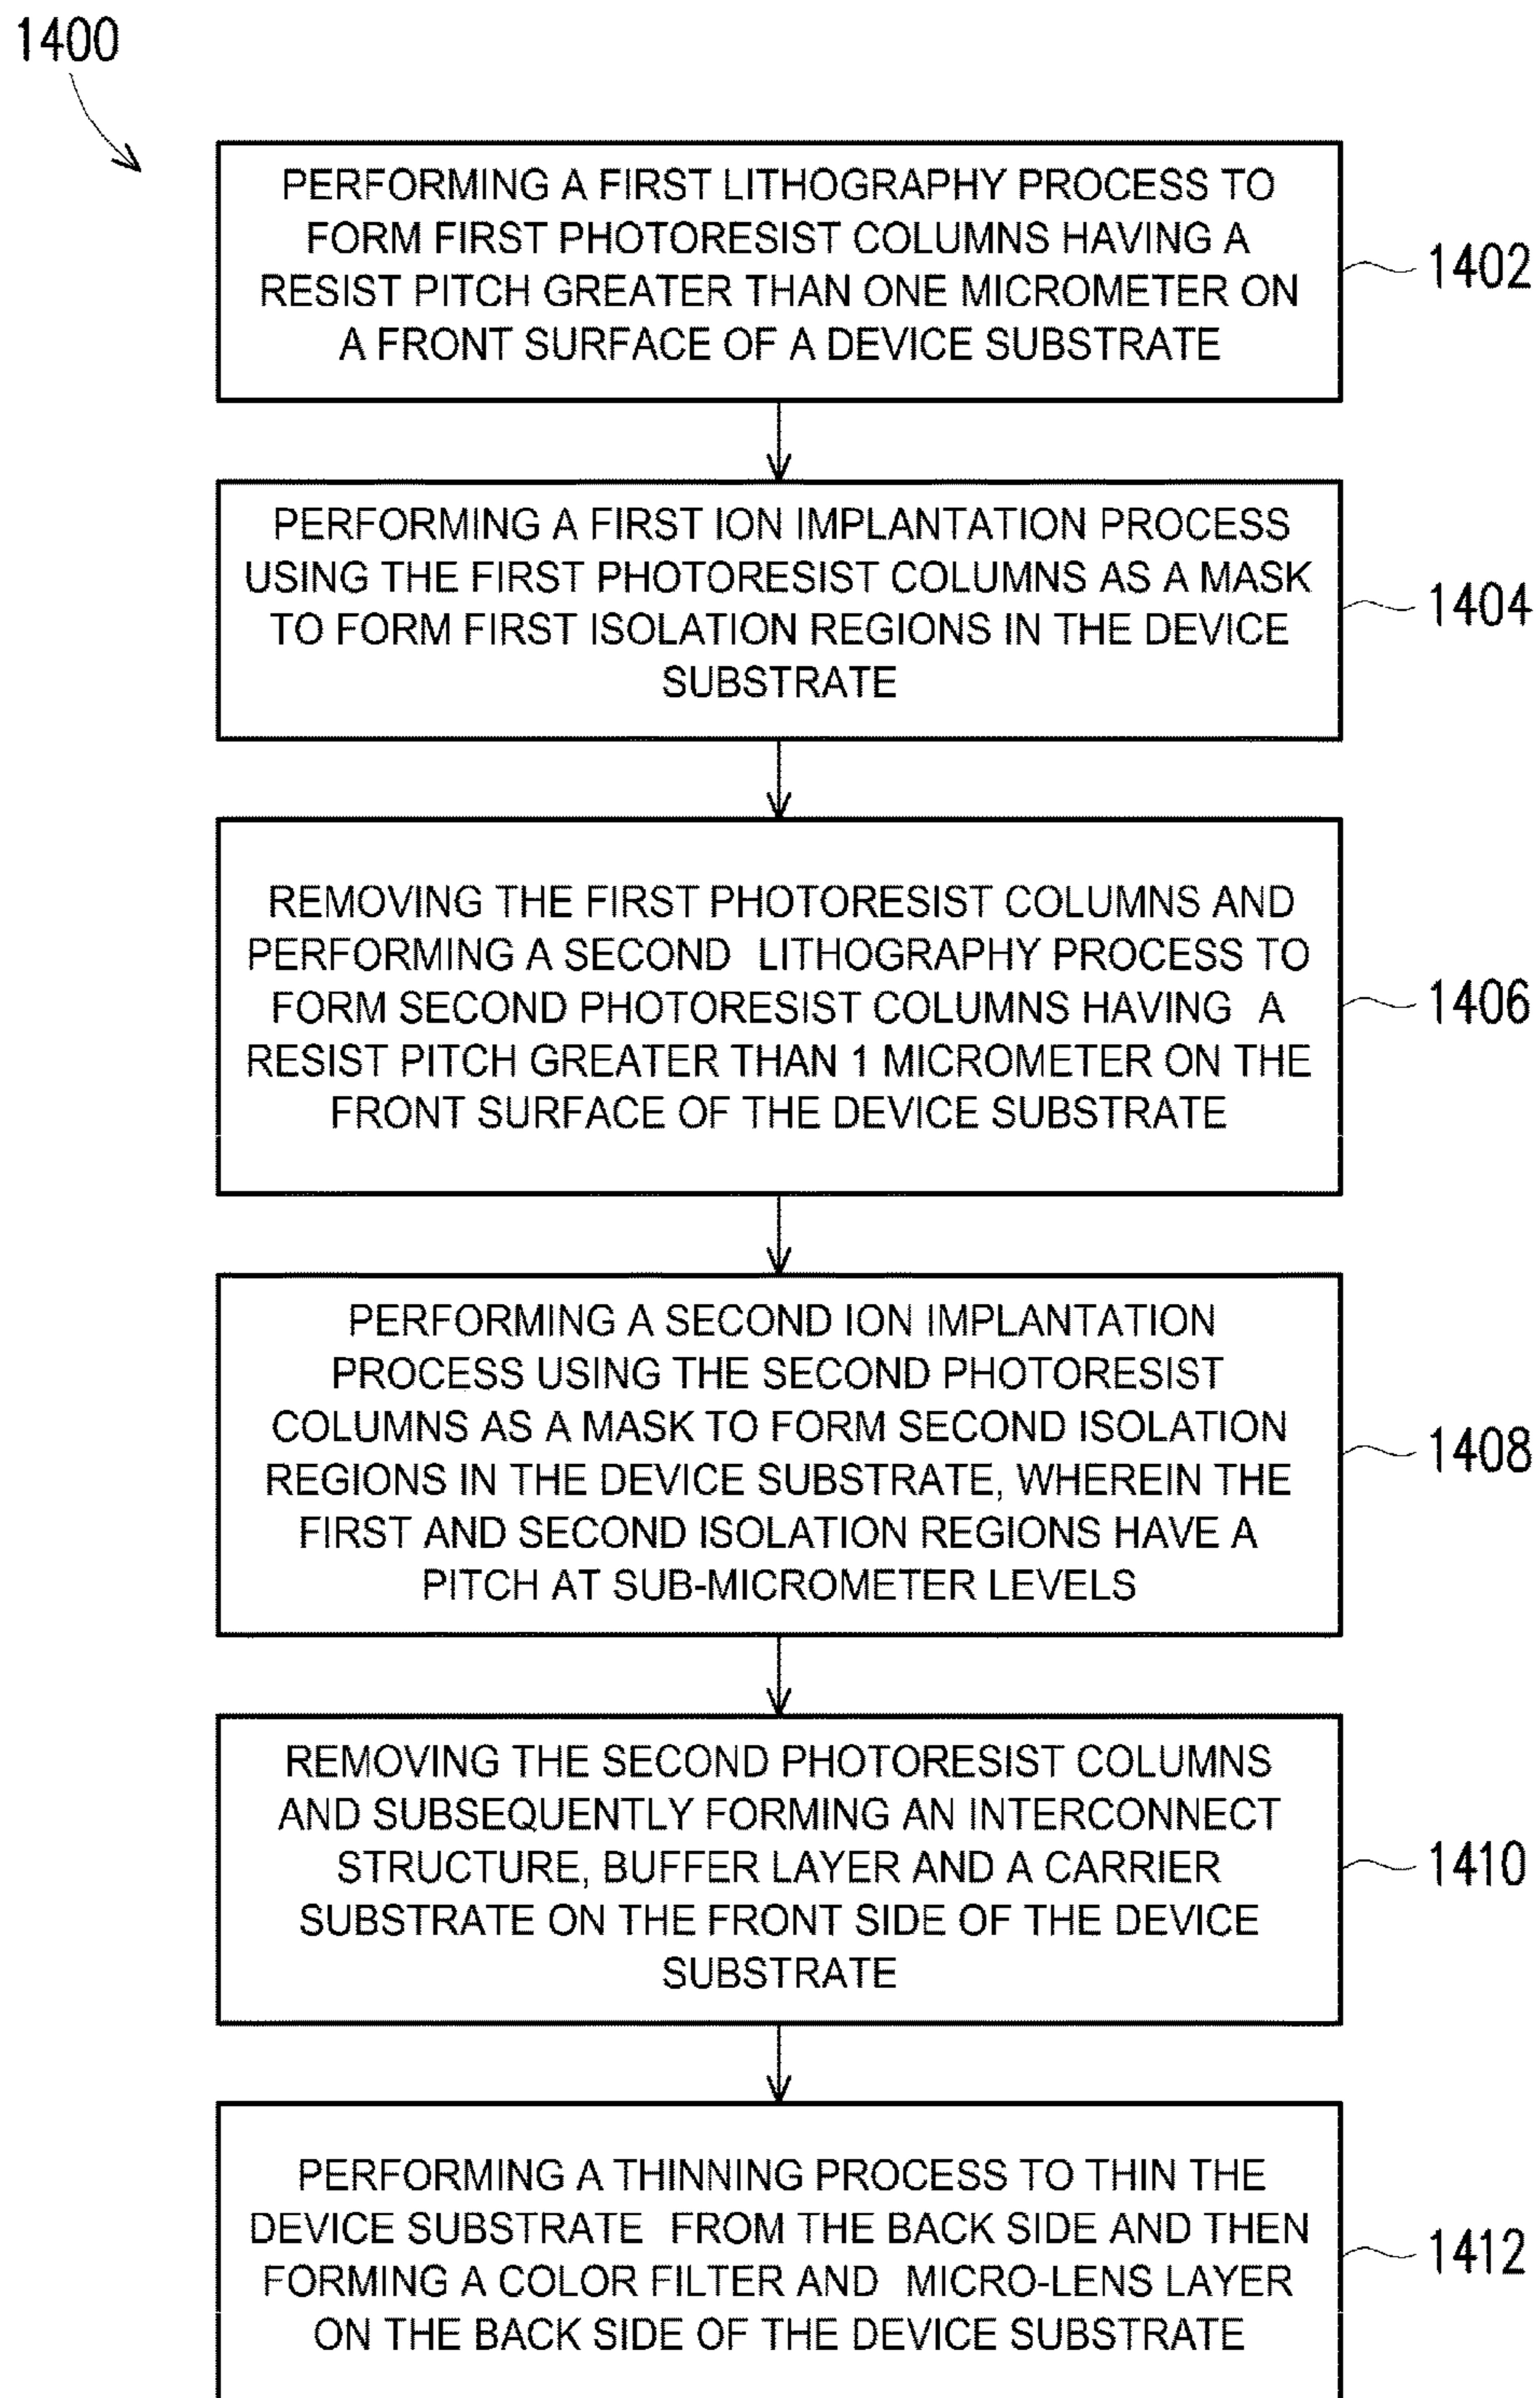 1400
PERFORMING A FIRST LITHOGRAPHY PROCESS TO
FORM FIRST PHOTORESIST COLUMNS HAVING A
RESIST PITCH GREATER THAN ONE MICROMETER ON
A FRONT SURFACE OF A DEVICE SUBSTRATE
1402
PERFORMING A FIRST ION IMPLANTATION PROCESS
USING THE FIRST PHOTORESIST COLUMNS AS A MASK
TO FORM FIRST ISOLATION REGIONS IN THE DEVICE
SUBSTRATE
1404
REMOVING THE FIRST PHOTORESIST COLUMNS AND
PERFORMING A SECOND LITHOGRAPHY PROCESS TO
FORM SECOND PHOTORESIST COLUMNS HAVING A
RESIST PITCH GREATER THAN 1 MICROMETER ON THE
FRONT SURFACE OF THE DEVICE SUBSTRATE
1406
PERFORMING A SECOND ION IMPLANTATION
PROCESS USING THE SECOND PHOTORESIST
COLUMNS AS A MASK TO FORM SECOND ISOLATION
REGIONS IN THE DEVICE SUBSTRATE, WHEREIN THE
FIRST AND SECOND ISOLATION REGIONS HAVE A
PITCH AT SUB-MICROMETER LEVELS
1408
REMOVING THE SECOND PHOTORESIST COLUMNS
AND SUBSEQUENTLY FORMING AN INTERCONNECT
STRUCTURE, BUFFER LAYER AND A CARRIER
SUBSTRATE ON THE FRONT SIDE OF THE DEVICE
SUBSTRATE
1410
PERFORMING A THINNING PROCESS TO THIN THE
DEVICE SUBSTRATE FROM THE BACK SIDE AND THEN
FORMING A COLOR FILTER AND MICRO-LENS LAYER
ON THE BACK SIDE OF THE DEVICE SUBSTRATE
1412